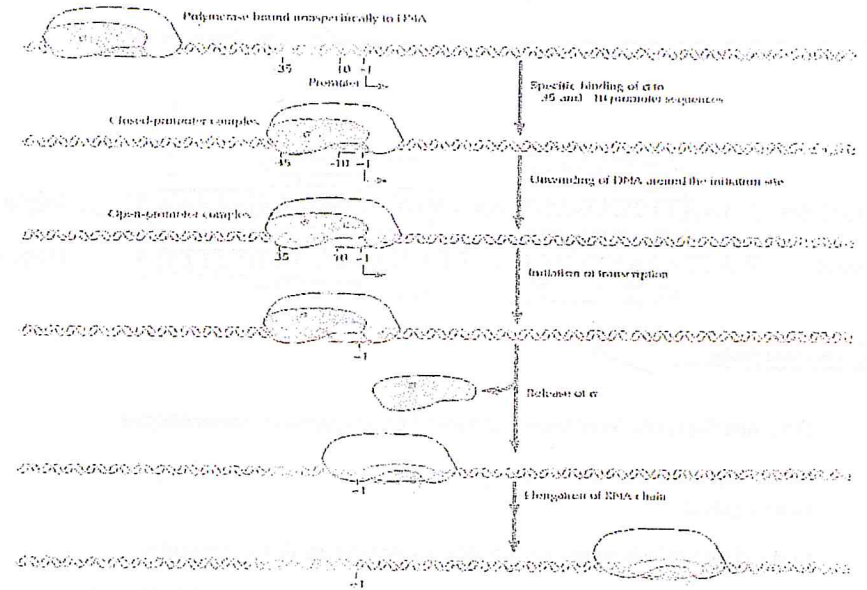 Polymerase bound nonspecifically to DNA
-35 -10 -1
Promoter
Specific binding of σ to
-35 and -10 promoter sequences
Closed-promoter complex
σ
-35 -10 -1
Unwinding of DNA around the initiation site
Open-promoter complex
-35 -10 -1
Initiation of transcription
-1
Release of σ
-1
Elongation of RNA chain
-1